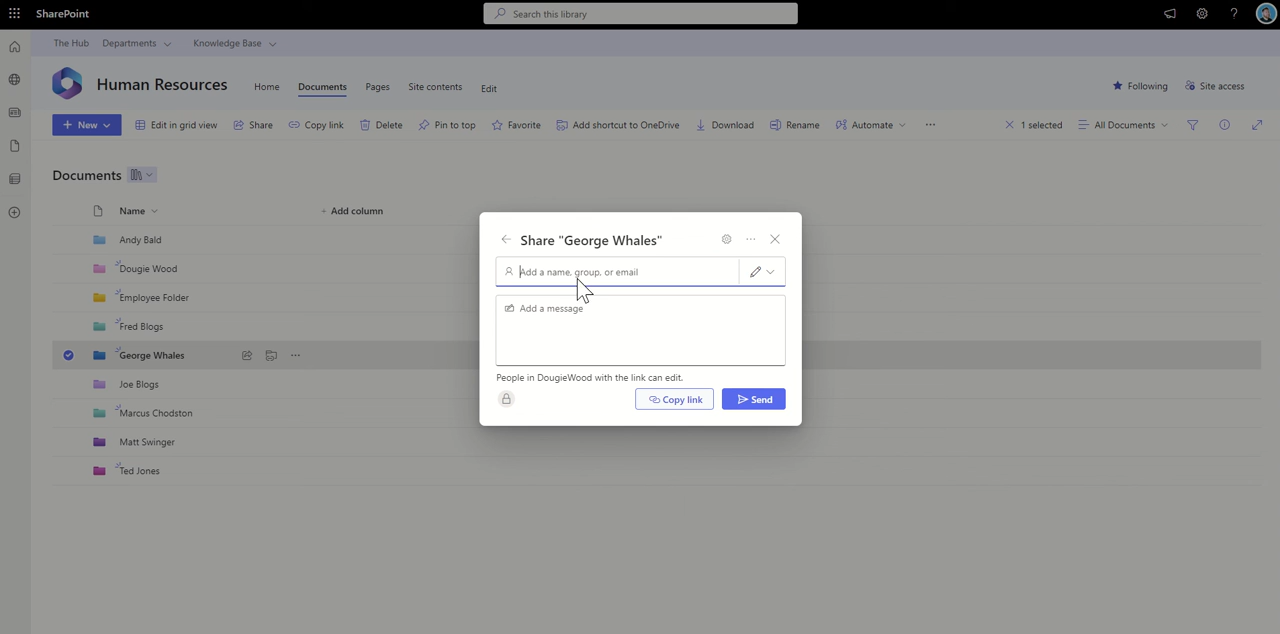 SharePoint
Search this library
The Hub Departments Knowledge Base
Human Resources Home Documents Pages Site contents Edit Following Site access
+ New Edit in grid view Share Copy link Delete Pin to top Favorite Add shortcut to OneDrive Download Rename Automate ... 1 selected All Documents
Documents
Name + Add column
Andy Bald
Dougie Wood
Employee Folder
Fred Blogs
George Whales
Joe Blogs
Marcus Chodston
Matt Swinger
Ted Jones
Share "George Whales"
Add a name, group, or email
Add a message
People in DougieWood with the link can edit.
Copy link Send